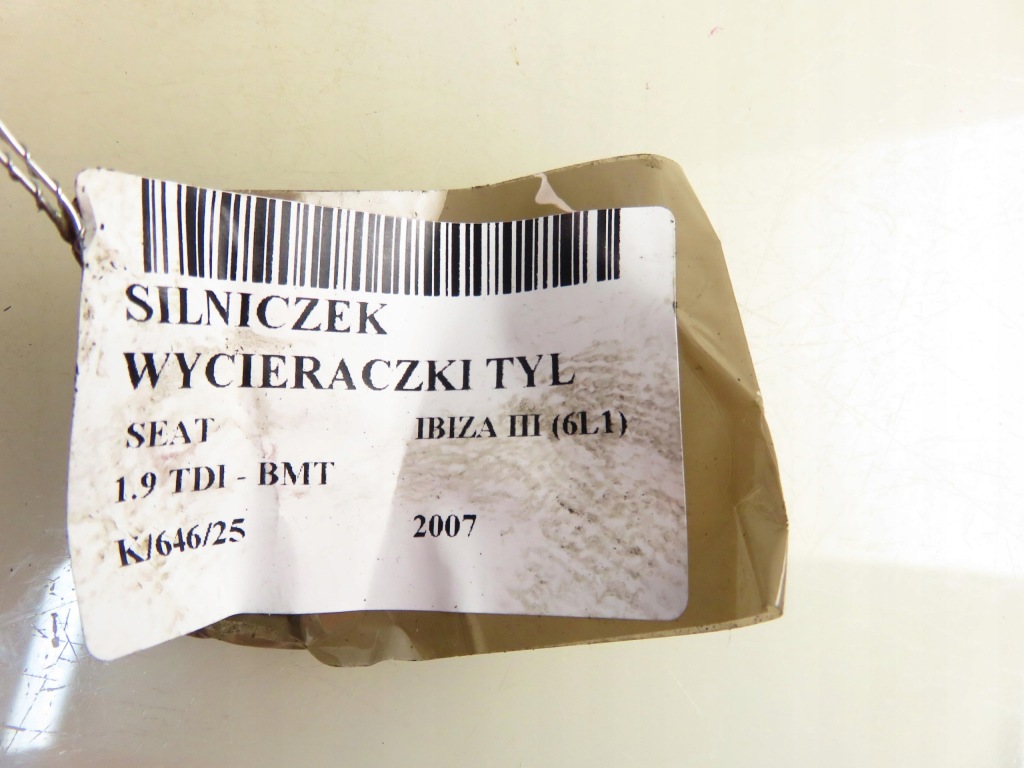 SILNICZEK
WYCIERACZKI TYL
SEAT IBIZA III (6L1)
1.9 TDI - BMT
K/646/25 2007